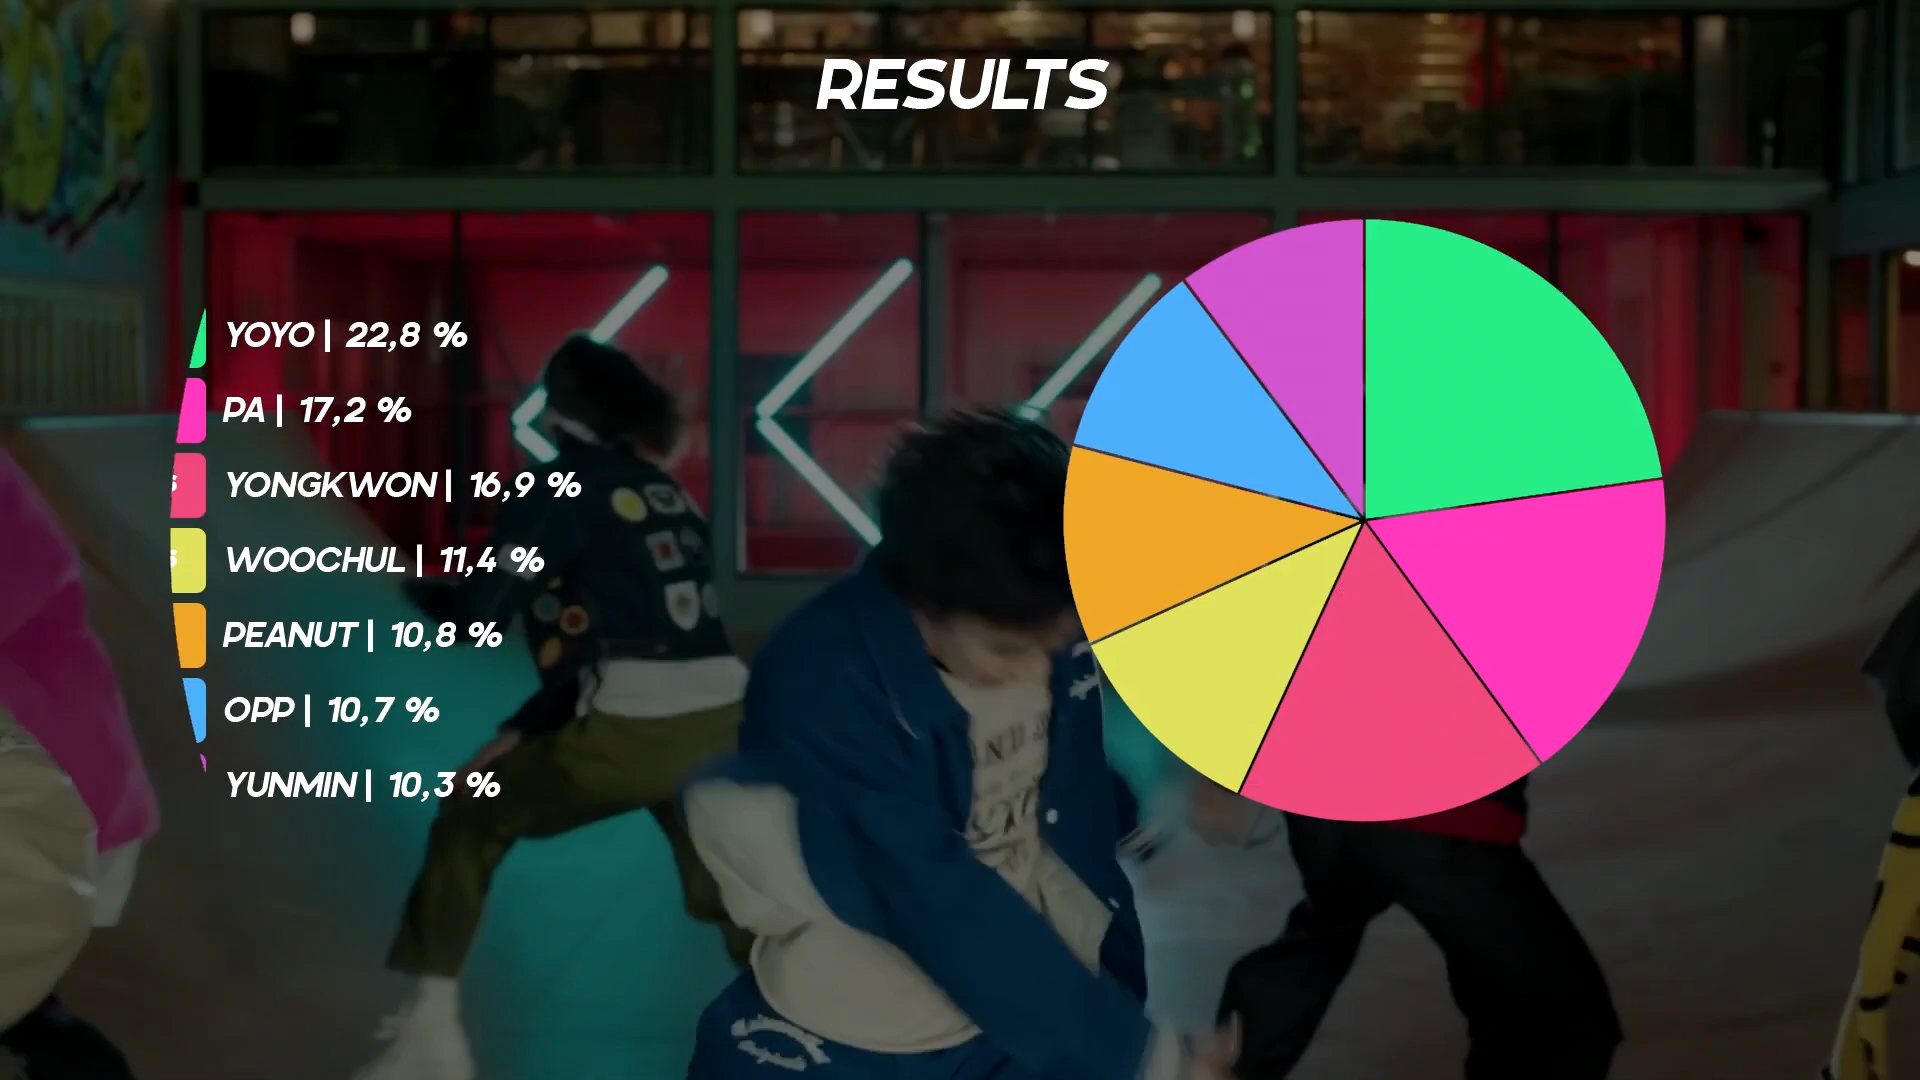 RESULTS
YOYO | 22,8 %
PA | 17,2 %
YONGKWON | 16,9 %
WOOCHUL | 11,4 %
PEANUT | 10,8 %
OPP | 10,7 %
YUNMIN | 10,3 %